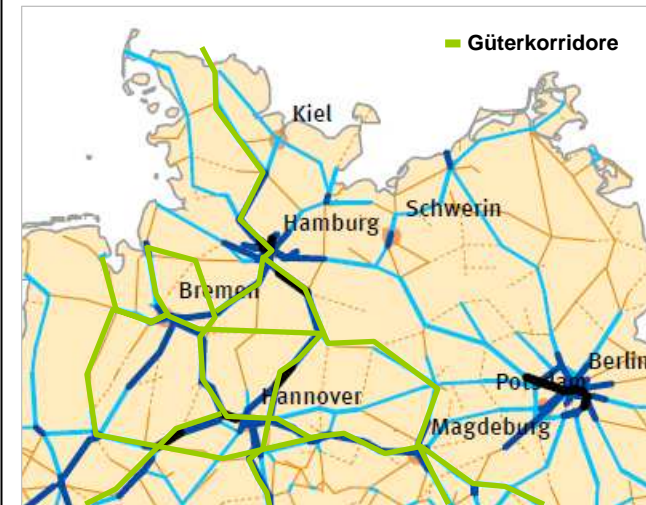 Güterkorridore
Kiel
Schwerin
Hamburg
Bremen
Berlin
Potsdam
Hannover
Magdeburg